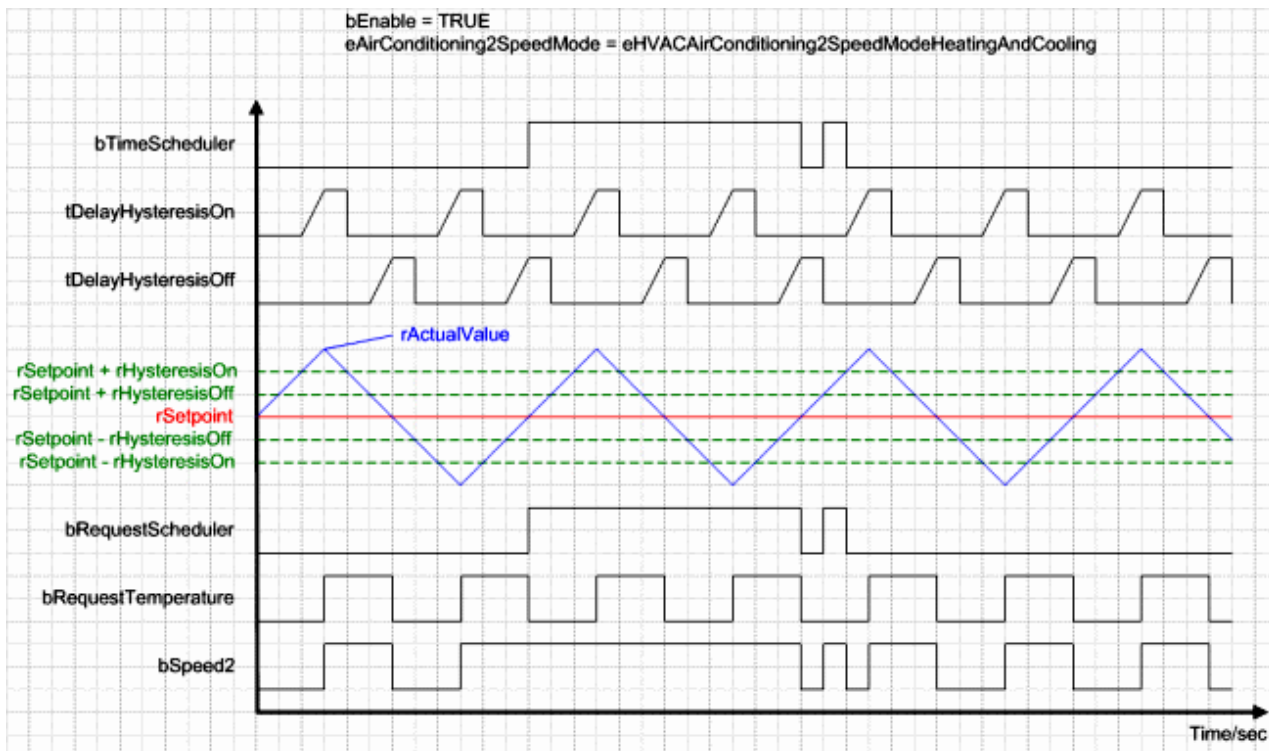 bEnable = TRUE
eAirConditioning2SpeedMode = eHVACAirConditioning2SpeedModeHeatingAndCooling
bTimeScheduler
tDelayHysteresisOn
tDelayHysteresisOff
rActualValue
rSetpoint + rHysteresisOn
rSetpoint + rHysteresisOff
rSetpoint
rSetpoint - rHysteresisOff
rSetpoint - rHysteresisOn
bRequestScheduler
bRequestTemperature
bSpeed2
Time/sec